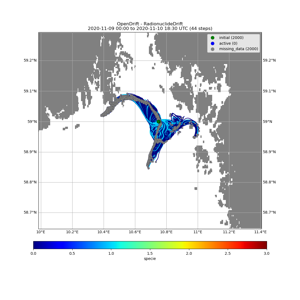 OpenDrift - RadionuclideDrift
2020-11-09 00:00 to 2020-11-10 18:30 UTC (44 steps)
initial (2000)
active (0)
missing_data (2000)
59.2°N 59.2°N
59.1°N 59.1°N
59°N 59°N
58.9°N 58.9°N
58.8°N 58.8°N
58.7°N 58.7°N
10°E 10.2°E 10.4°E 10.6°E 10.8°E 11°E 11.2°E 11.4°E
0.0 0.5 1.0 1.5 2.0 2.5 3.0
specie